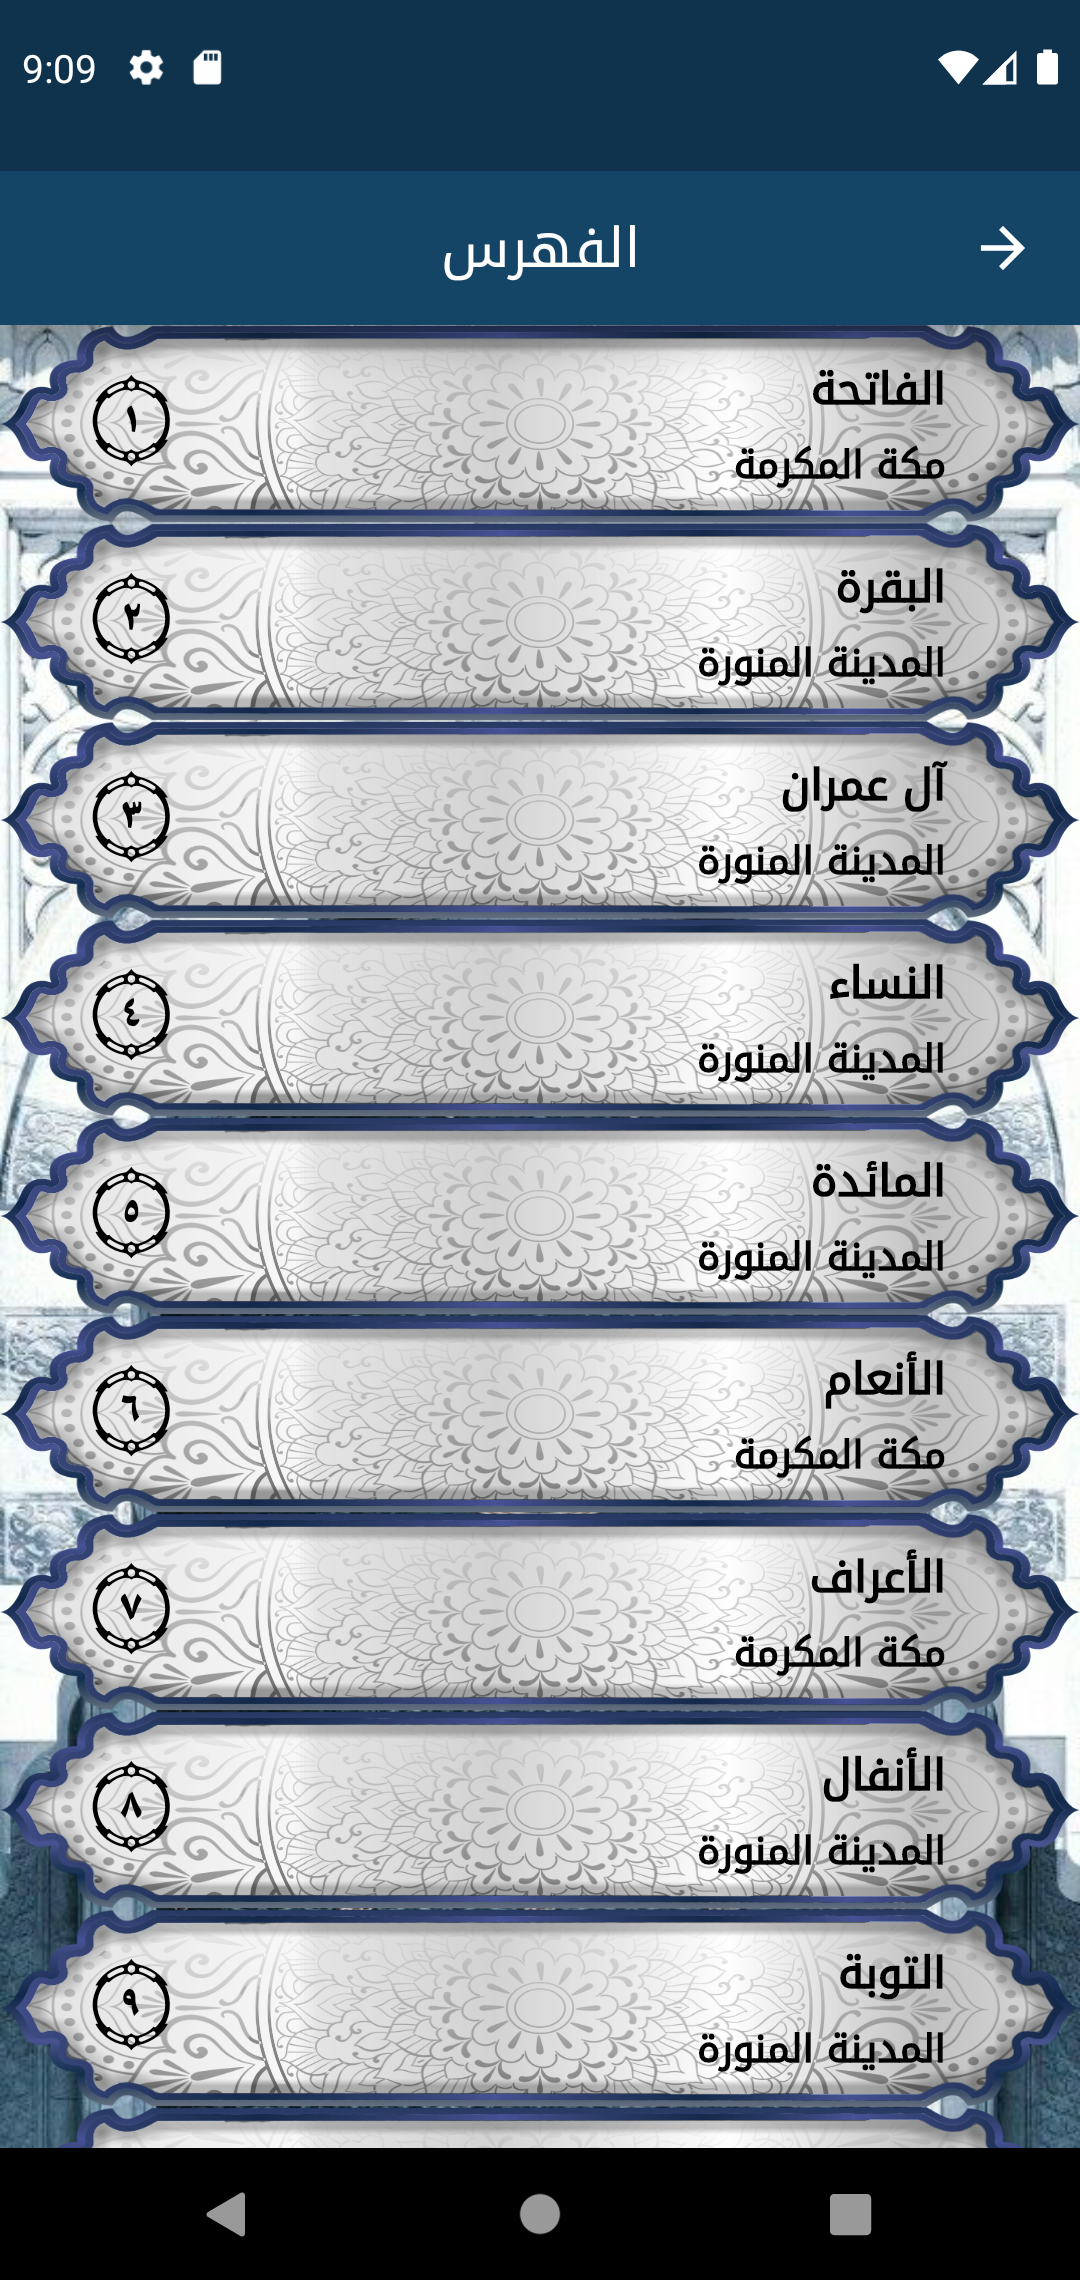 9:09
الفهرس
الفاتحة
١
مكة المكرمة
البقرة
٢
المدينة المنورة
آل عمران
٣
المدينة المنورة
النساء
٤
المدينة المنورة
المائدة
٥
المدينة المنورة
الأنعام
٦
مكة المكرمة
الأعراف
٧
مكة المكرمة
الأنفال
٨
المدينة المنورة
التوبة
٩
المدينة المنورة